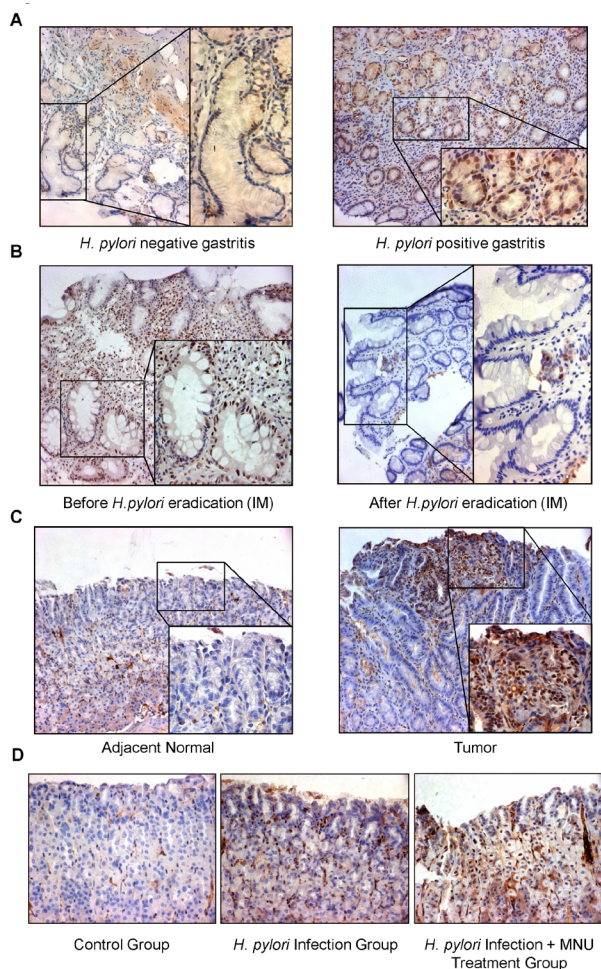 A
H. pylori negative gastritis
H. pylori positive gastritis
B
Before H.pylori eradication (IM)
After H.pylori eradication (IM)
C
Adjacent Normal
Tumor
D
Control Group
H. pylori Infection Group
H. pylori Infection + MNU
Treatment Group